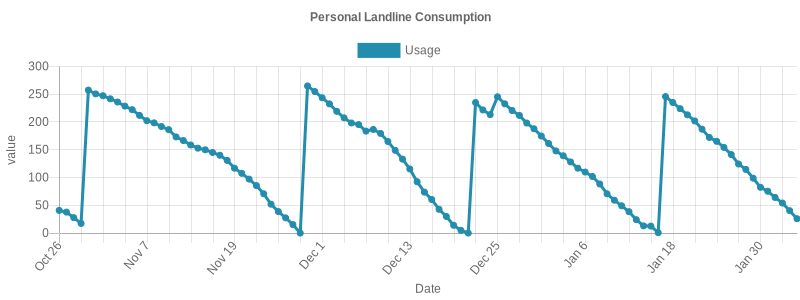 Personal Landline Consumption
Usage
300
250
200
150
100
50
0
value
Oct 26
Nov 7
Nov 19
Dec 1
Dec 13
Dec 25
Jan 6
Jan 18
Jan 30
Date